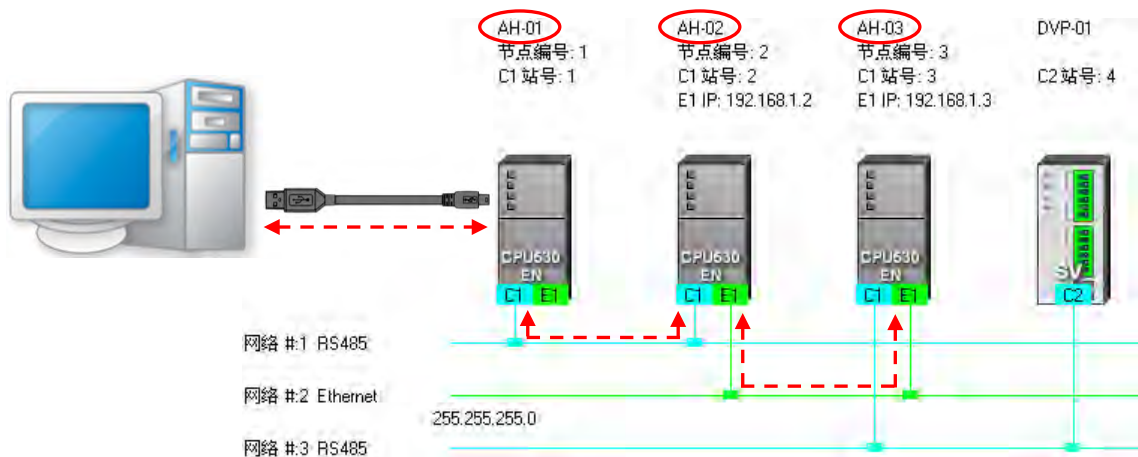 AH-01
节点编号: 1
C1 站号: 1
AH-02
节点编号: 2
C1 站号: 2
E1 IP: 192.168.1.2
AH-03
节点编号: 3
C1 站号: 3
E1 IP: 192.168.1.3
DVP-01
C2 站号: 4
CPU530
EN
C1 E1
CPU530
EN
C1 E1
CPU530
EN
C1 E1
SV
C2
网络 #:1 RS485
网络 #:2 Ethernet
255.255.255.0
网络 #:3 RS485